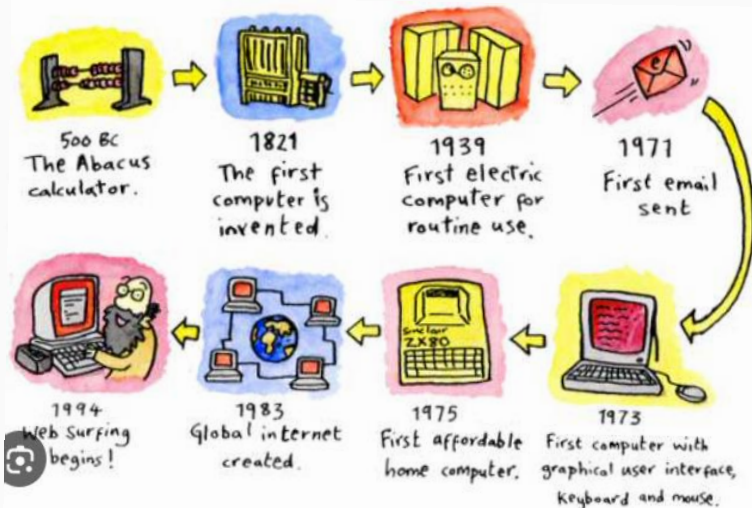 500 BC
The Abacus
calculator.
1821
The first
computer is
invented.
1939
First electric
computer for
routine use.
e
1971
First email
sent
1973
First computer with
graphical user interface,
Keyboard and mouse.
Sinclair
ZX80
1975
First affordable
home computer.
1983
Global internet
created.
1994
Web Surfing
begins!